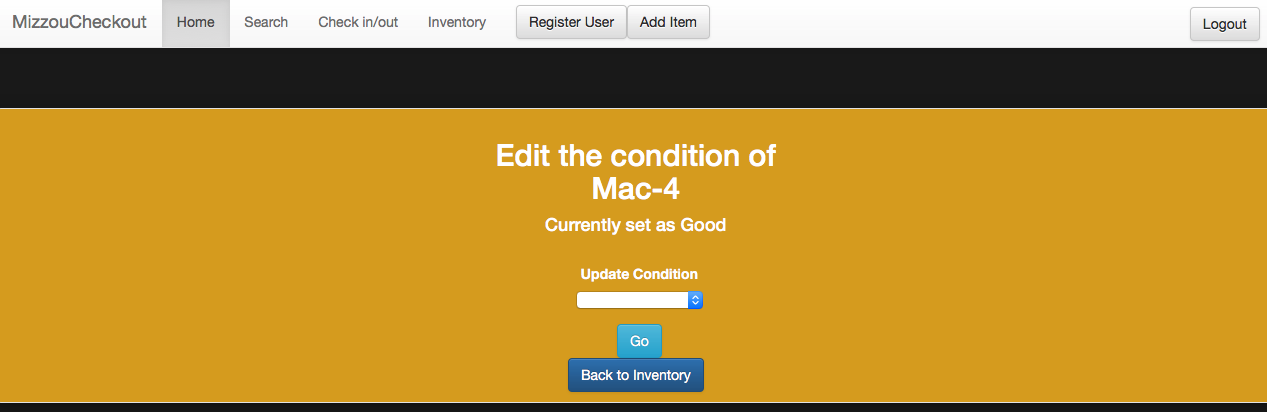 MizzouCheckout Home Search Check in/out Inventory Register User Add Item Logout
Edit the condition of
Mac-4
Currently set as Good
Update Condition
Go
Back to Inventory